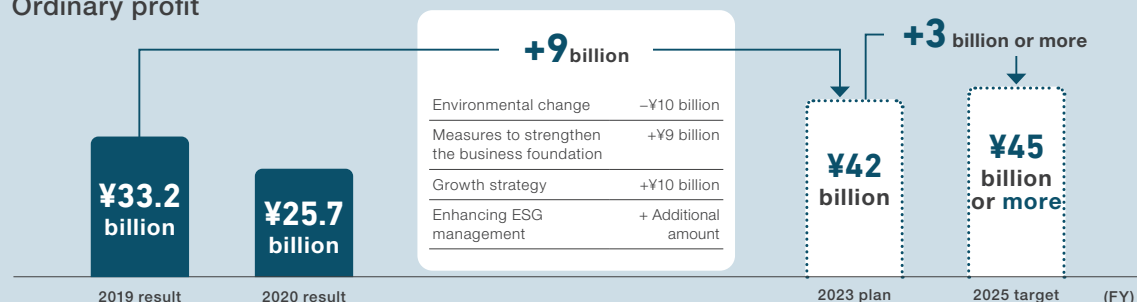 Ordinary profit
+9 billion
+3 billion or more
Environmental change –¥10 billion
Measures to strengthen +¥9 billion
the business foundation
Growth strategy +¥10 billion
Enhancing ESG + Additional
management amount
¥33.2
billion
¥25.7
billion
¥42
billion
¥45
billion
or more
2019 result 2020 result 2023 plan 2025 target (FY)